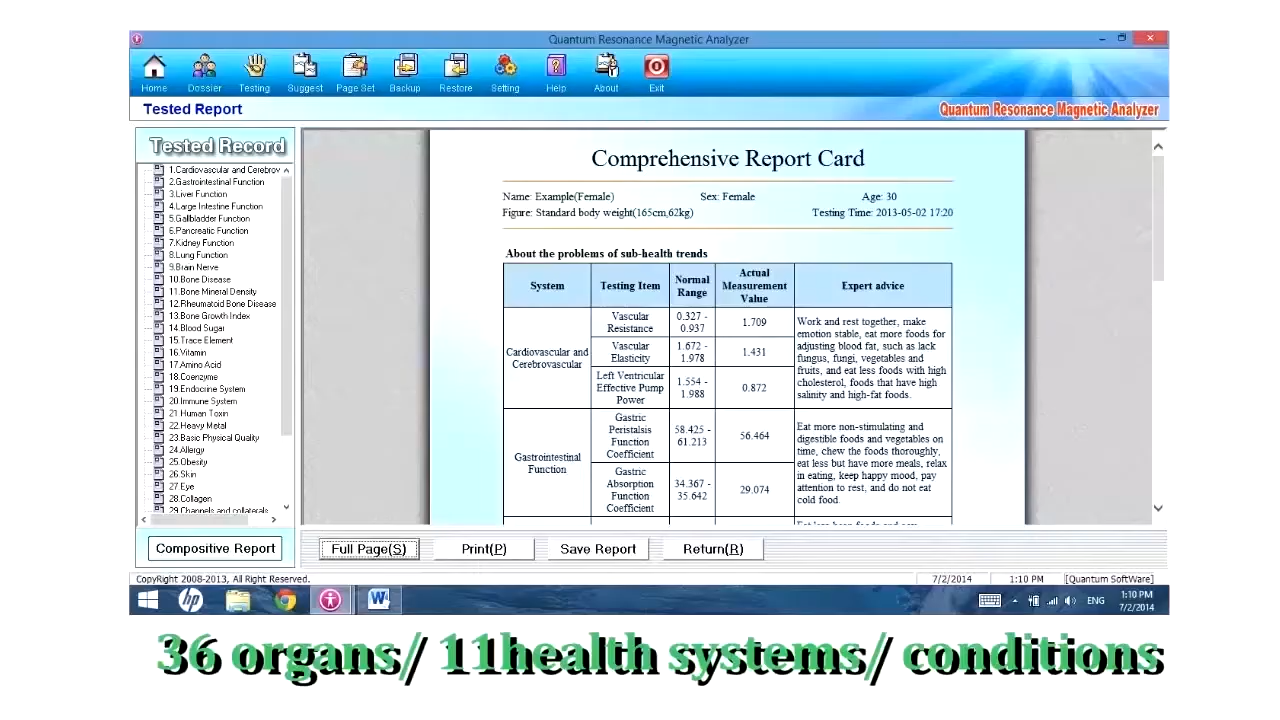 Quantum Resonance Magnetic Analyzer
Home Dossier Testing Suggest Page Set Backup Restore Setting Help About Exit
Tested Report
Quantum Resonance Magnetic Analyzer
Tested Record
1.Cardiovascular and Cerebrov
2.Gastrointestinal Function
3.Liver Function
4.Large Intestine Function
5.Gallbladder Function
6.Pancreatic Function
7.Kidney Function
8.Lung Function
9.Brain Nerve
10.Bone Disease
11.Bone Mineral Density
12.Rheumatoid Bone Disease
13.Bone Growth Index
14.Blood Sugar
15.Trace Element
16.Vitamin
17.Amino Acid
18.Coenzyme
19.Endocrine System
20.Immune System
21.Human Toxin
22.Heavy Metal
23.Basic Physical Quality
24.Allergy
25.Obesity
26.Skin
27.Eye
28.Collagen
29.Channels and collaterals
Compositive Report
Comprehensive Report Card
Name: Example(Female) Sex: Female Age: 30
Figure: Standard body weight(165cm,62kg) Testing Time: 2013-05-02 17:20
About the problems of sub-health trends
System
Testing Item
Normal
Range
Actual
Measurement
Value
Expert advice
Cardiovascular and
Cerebrovascular
Vascular
Resistance
0.327 -
0.937
1.709
Vascular
Elasticity
1.672 -
1.978
1.431
Left Ventricular
Effective Pump
Power
1.554 -
1.988
0.872
Work and rest together, make
emotion stable, eat more foods for
adjusting blood fat, such as lack
fungus, fungi, vegetables and
fruits, and eat less foods with high
cholesterol, foods that have high
salinity and high-fat foods.
Gastrointestinal
Function
Gastric
Peristalsis
Function
Coefficient
58.425 -
61.213
56.464
Gastric
Absorption
Function
Coefficient
34.367 -
35.642
29.074
Eat more non-stimulating and
digestible foods and vegetables on
time, chew the foods thoroughly,
eat less but have more meals, relax
in eating, keep happy mood, pay
attention to rest, and do not eat
cold food.
Full Page(S) Print(P) Save Report Return(R)
CopyRight 2008-2013, All Right Reserved. 7/2/2014 1:10 PM [Quantum SoftWare]
ENG
1:10 PM
7/2/2014
36 organs/ 11health systems/ conditions